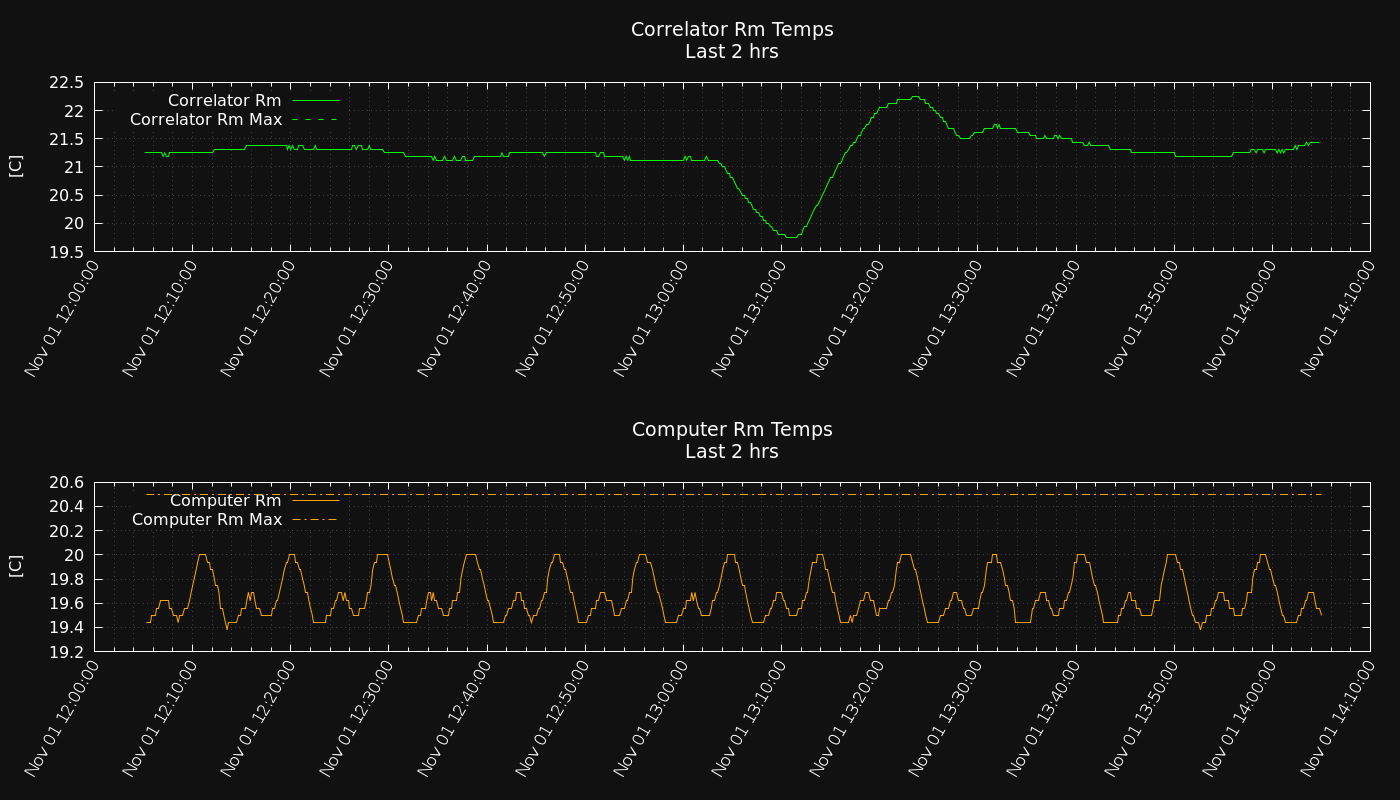 Correlator Rm Temps
Last 2 hrs
22.5
22
21.5
21
20.5
20
19.5
[C]
Correlator Rm
Correlator Rm Max
Nov 01 12:00:00
Nov 01 12:10:00
Nov 01 12:20:00
Nov 01 12:30:00
Nov 01 12:40:00
Nov 01 12:50:00
Nov 01 13:00:00
Nov 01 13:10:00
Nov 01 13:20:00
Nov 01 13:30:00
Nov 01 13:40:00
Nov 01 13:50:00
Nov 01 14:00:00
Nov 01 14:10:00
Computer Rm Temps
Last 2 hrs
20.6
20.4
20.2
20
19.8
19.6
19.4
19.2
[C]
Computer Rm
Computer Rm Max
Nov 01 12:00:00
Nov 01 12:10:00
Nov 01 12:20:00
Nov 01 12:30:00
Nov 01 12:40:00
Nov 01 12:50:00
Nov 01 13:00:00
Nov 01 13:10:00
Nov 01 13:20:00
Nov 01 13:30:00
Nov 01 13:40:00
Nov 01 13:50:00
Nov 01 14:00:00
Nov 01 14:10:00